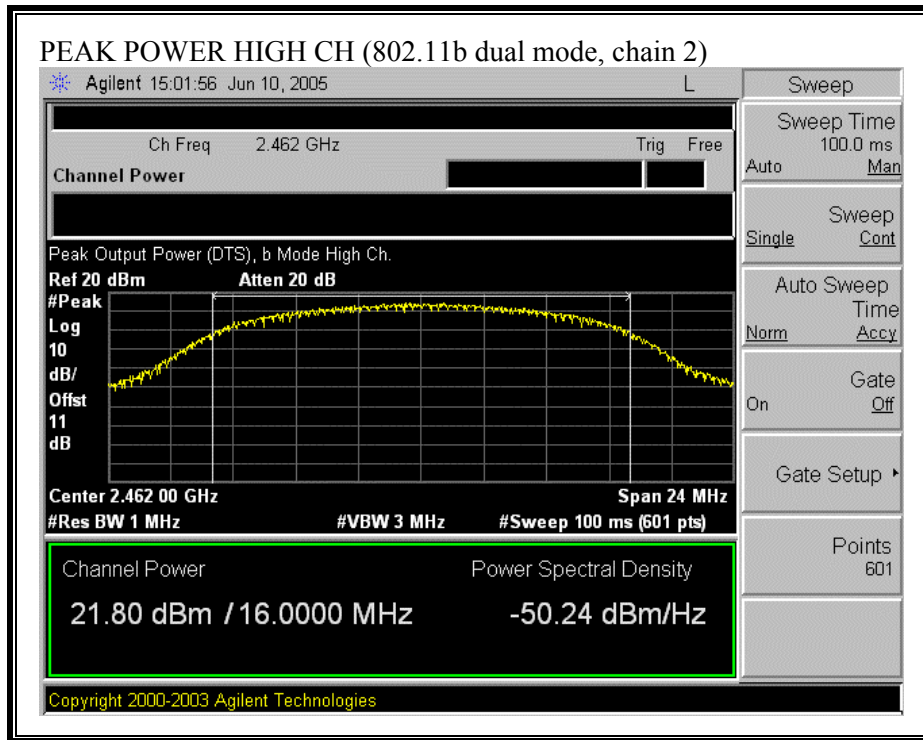 PEAK POWER HIGH CH (802.11b dual mode, chain 2)
Agilent 15:01:56 Jun 10, 2005 L
Ch Freq 2.462 GHz Trig Free
Channel Power
Peak Output Power (DTS), b Mode High Ch.
Ref 20 dBm Atten 20 dB
#Peak
Log
10
dB/
Offst
11
dB
Center 2.462 00 GHz Span 24 MHz
#Res BW 1 MHz #VBW 3 MHz #Sweep 100 ms (601 pts)
Channel Power Power Spectral Density
21.80 dBm / 16.0000 MHz -50.24 dBm/Hz
Copyright 2000-2003 Agilent Technologies
Sweep
Sweep Time
100.0 ms
Auto Man
Sweep
Single Cont
Auto Sweep
Time
Norm Accy
Gate
On Off
Gate Setup
Points
601